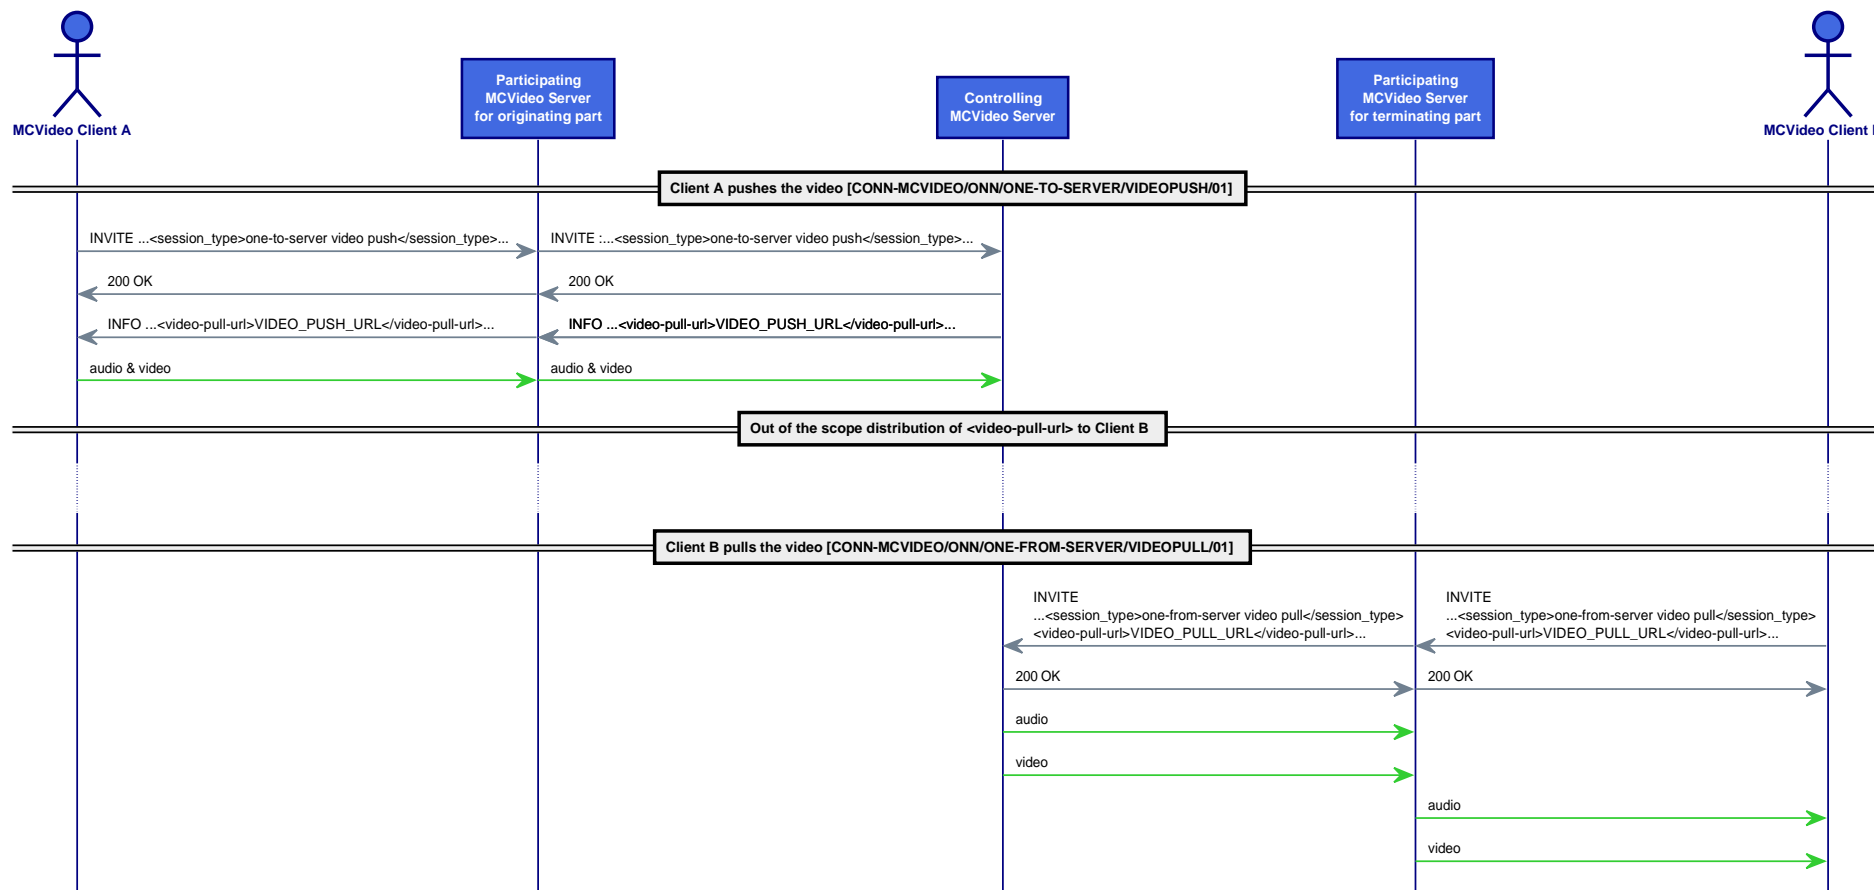 Participating
MCVideo Server
for originating part
Controlling
MCVideo Server
Participating
MCVideo Server
for terminating part
MCVideo Client A
MCVideo Client
Client A pushes the video [CONN-MCVIDEO/ONN/ONE-TO-SERVER/VIDEOPUSH/01]
INVITE ...<session_type>one-to-server video push</session_type>...
INVITE :...<session_type>one-to-server video push</session_type>...
200 OK
200 OK
INFO ...<video-pull-url>VIDEO_PUSH_URL</video-pull-url>...
INFO ...<video-pull-url>VIDEO_PUSH_URL</video-pull-url>...
audio & video
audio & video
Out of the scope distribution of <video-pull-url> to Client B
Client B pulls the video [CONN-MCVIDEO/ONN/ONE-FROM-SERVER/VIDEOPULL/01]
INVITE
...<session_type>one-from-server video pull</session_type>
<video-pull-url>VIDEO_PULL_URL</video-pull-url>...
INVITE
...<session_type>one-from-server video pull</session_type>
<video-pull-url>VIDEO_PULL_URL</video-pull-url>...
200 OK
200 OK
audio
video
audio
video